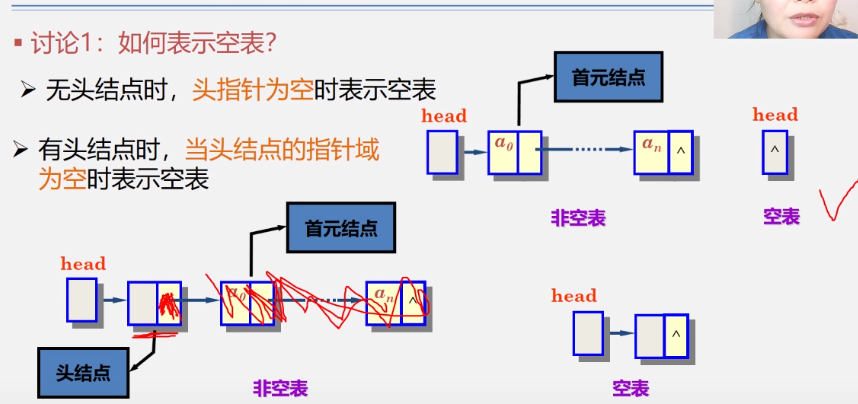 ▪ 讨论1：如何表示空表？
➢ 无头结点时，头指针为空时表示空表
➢ 有头结点时，当头结点的指针域
为空时表示空表
首元结点
head
a₀
aₙ ^
非空表
head
^
空表
首元结点
head
a₀
aₙ ^
头结点
非空表
head
^
空表